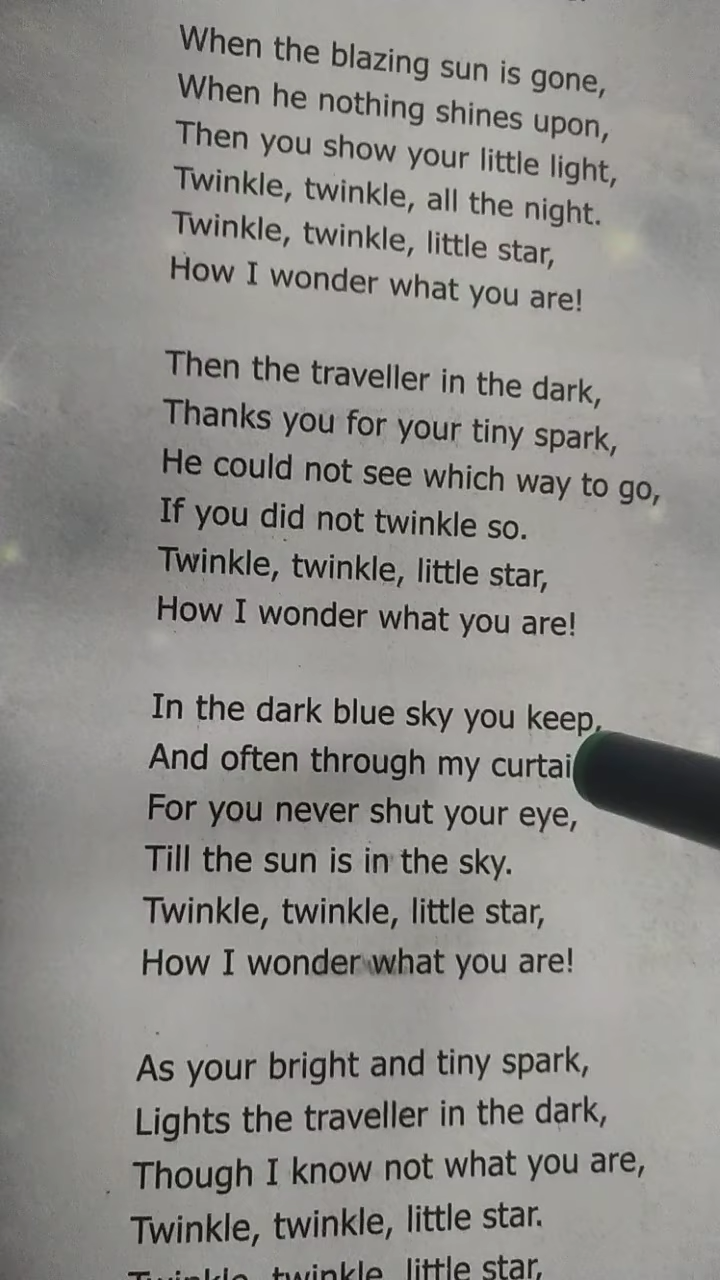 When the blazing sun is gone,
When he nothing shines upon,
Then you show your little light,
Twinkle, twinkle, all the night.
Twinkle, twinkle, little star,
How I wonder what you are!
Then the traveller in the dark,
Thanks you for your tiny spark,
He could not see which way to go,
If you did not twinkle so.
Twinkle, twinkle, little star,
How I wonder what you are!
In the dark blue sky you keep,
And often through my
For you never shut your eye,
Till the sun is in the sky.
Twinkle, twinkle, little star,
How I wonder what you are!
As your bright and tiny spark,
Lights the traveller in the dark,
Though I know not what you are,
Twinkle, twinkle, little star.
Twinkle, twinkle, little star,